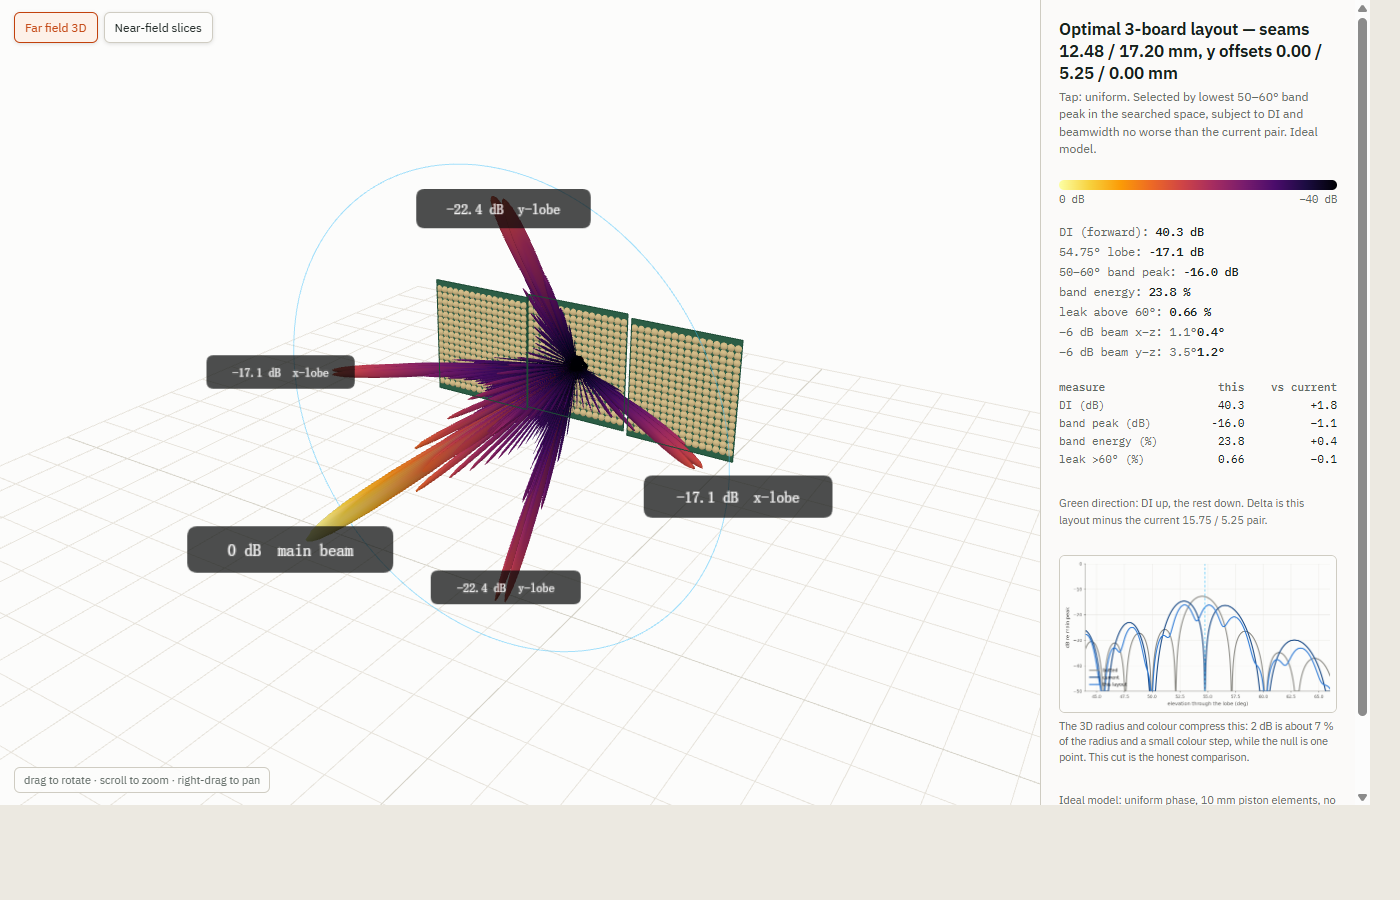 Far field 3D
Near-field slices
-22.4 dB y-lobe
-17.1 dB x-lobe
-17.1 dB x-lobe
0 dB main beam
-22.4 dB y-lobe
drag to rotate · scroll to zoom · right-drag to pan
Optimal 3-board layout — seams
12.48 / 17.20 mm, y offsets 0.00 /
5.25 / 0.00 mm
Tap: uniform. Selected by lowest 50–60° band
peak in the searched space, subject to DI and
beamwidth no worse than the current pair. Ideal
model.
0 dB
−40 dB
DI (forward): 40.3 dB
54.75° lobe: -17.1 dB
50-60° band peak: -16.0 dB
band energy: 23.8 %
leak above 60°: 0.66 %
−6 dB beam x-z: 1.1°0.4°
−6 dB beam y-z: 3.5°1.2°
measure this vs current
DI (dB) 40.3 +1.8
band peak (dB) -16.0 −1.1
band energy (%) 23.8 +0.4
leak >60° (%) 0.66 −0.1
Green direction: DI up, the rest down. Delta is this
layout minus the current 15.75 / 5.25 pair.
elevation through the lobe (deg)
The 3D radius and colour compress this: 2 dB is about 7 %
of the radius and a small colour step, while the null is one
point. This cut is the honest comparison.
Ideal model: uniform phase, 10 mm piston elements, no